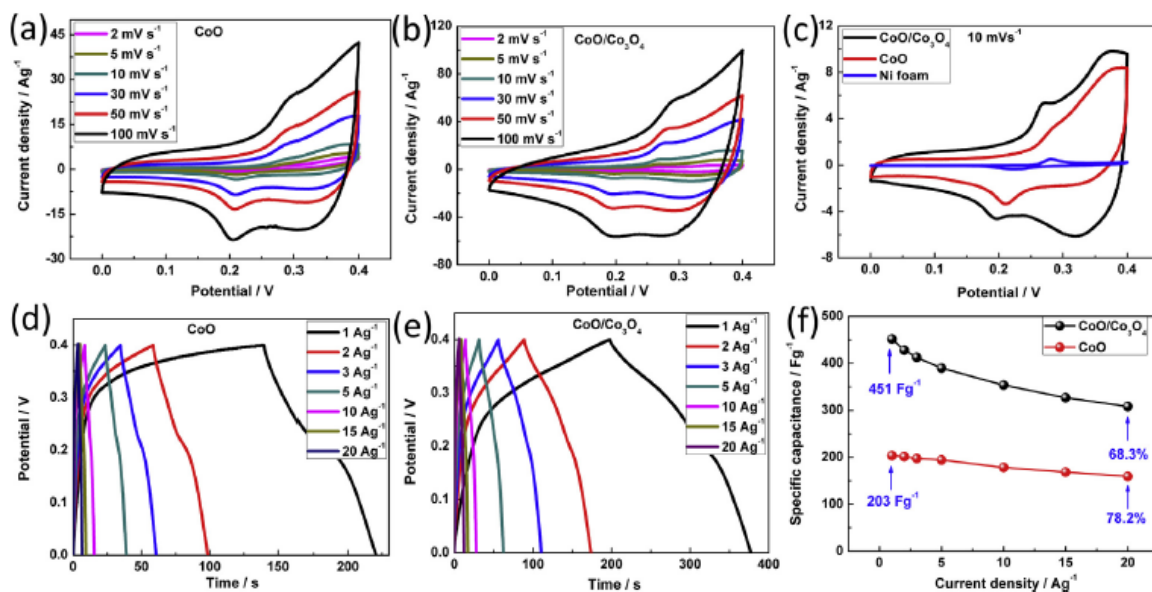 (a)
CoO
2 mV s⁻¹
5 mV s⁻¹
10 mV s⁻¹
30 mV s⁻¹
50 mV s⁻¹
100 mV s⁻¹
Current density / Ag⁻¹
45
30
15
0
-15
-30
0.0 0.1 0.2 0.3 0.4
Potential / V
(b)
CoO/Co₃O₄
2 mV s⁻¹
5 mV s⁻¹
10 mV s⁻¹
30 mV s⁻¹
50 mV s⁻¹
100 mV s⁻¹
Current density / Ag⁻¹
120
80
40
0
-40
-80
0.0 0.1 0.2 0.3 0.4
Potential / V
(c)
10 mVs⁻¹
CoO/Co₃O₄
CoO
Ni foam
Current density / Ag⁻¹
12
8
4
0
-4
-8
0.0 0.1 0.2 0.3 0.4
Potential / V
(d)
CoO
1 Ag⁻¹
2 Ag⁻¹
3 Ag⁻¹
5 Ag⁻¹
10 Ag⁻¹
15 Ag⁻¹
20 Ag⁻¹
Potential / V
0.4
0.3
0.2
0.1
0.0
0 50 100 150 200
Time / s
(e)
CoO/Co₃O₄
1 Ag⁻¹
2 Ag⁻¹
3 Ag⁻¹
5 Ag⁻¹
10 Ag⁻¹
15 Ag⁻¹
20 Ag⁻¹
Potential / V
0.4
0.3
0.2
0.1
0.0
0 100 200 300 400
Time / s
(f)
CoO/Co₃O₄
CoO
451 Fg⁻¹
68.3%
203 Fg⁻¹
78.2%
Specific capacitance / Fg⁻¹
500
400
300
200
100
0
0 5 10 15 20
Current density / Ag⁻¹